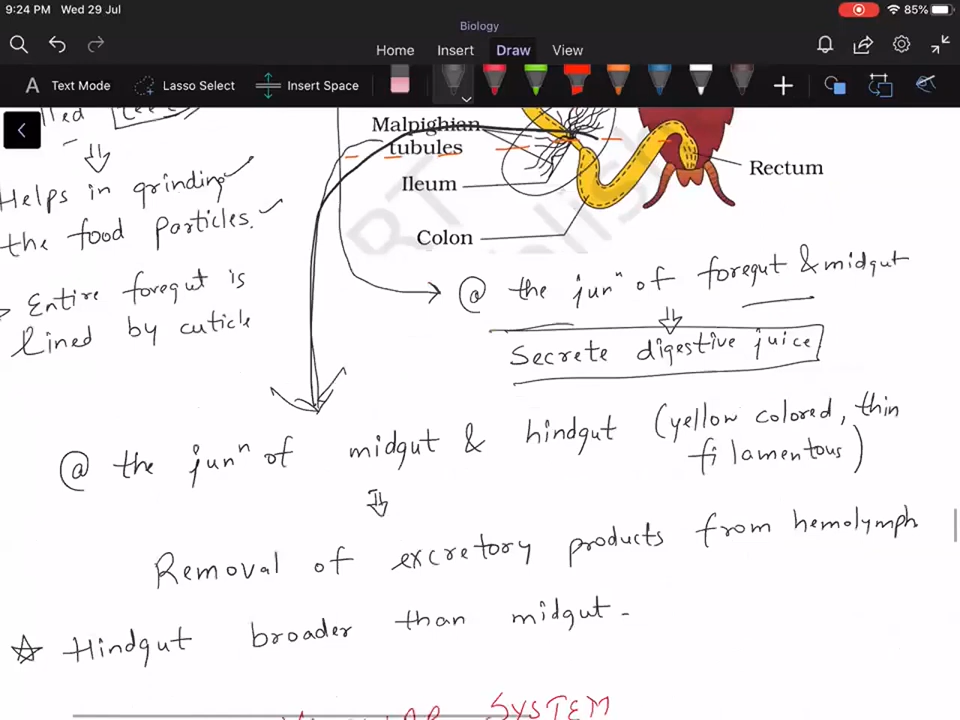 9:24 PM Wed 29 Jul
85%
Biology
Home Insert Draw View
Text Mode Lasso Select Insert Space
Malpighian
tubules
Ileum
Colon
Rectum
Helps in grinding
the food particles.
Entire foregut is
lined by cuticle
@ the junⁿ of foregut & midgut
Secrete digestive juice
@ the junⁿ of midgut & hindgut (yellow colored, thin
filamentous)
Removal of excretory products from hemolymph
☆ Hindgut broader than midgut.
SYSTEM